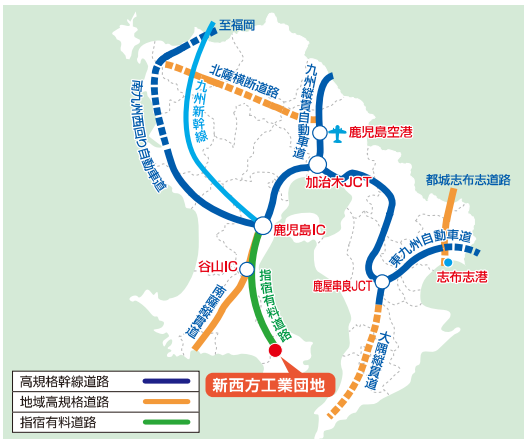 至福岡
北薩横断道路
九州縦貫自動車道
九州新幹線
南九州西回り自動車道
鹿児島空港
加治木JCT
都城志布志道路
鹿児島IC
東九州自動車道
谷山IC
志布志港
鹿屋串良JCT
指宿有料道路
南薩縦貫道
大隅縦貫道
新西方工業団地
高規格幹線道路
地域高規格道路
指宿有料道路